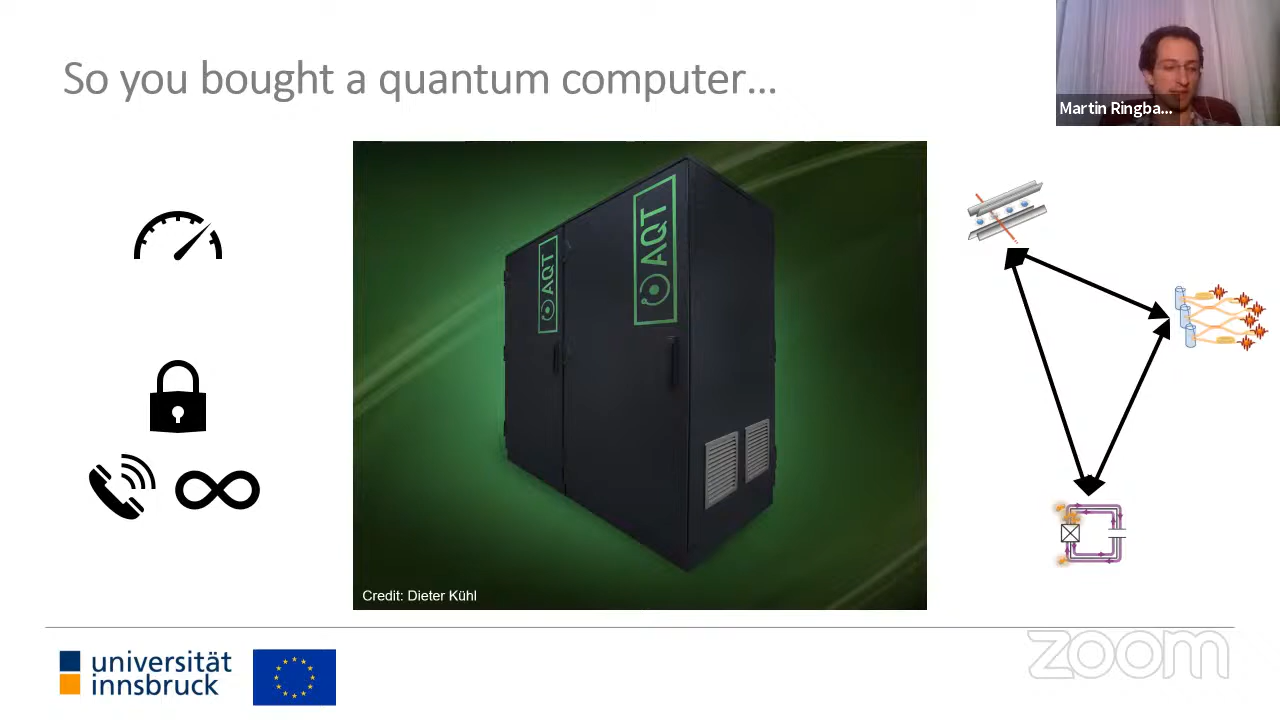 So you bought a quantum computer...
Martin Ringba...
AQT
AQT
Credit: Dieter Kühl
universität
innsbruck
zoom